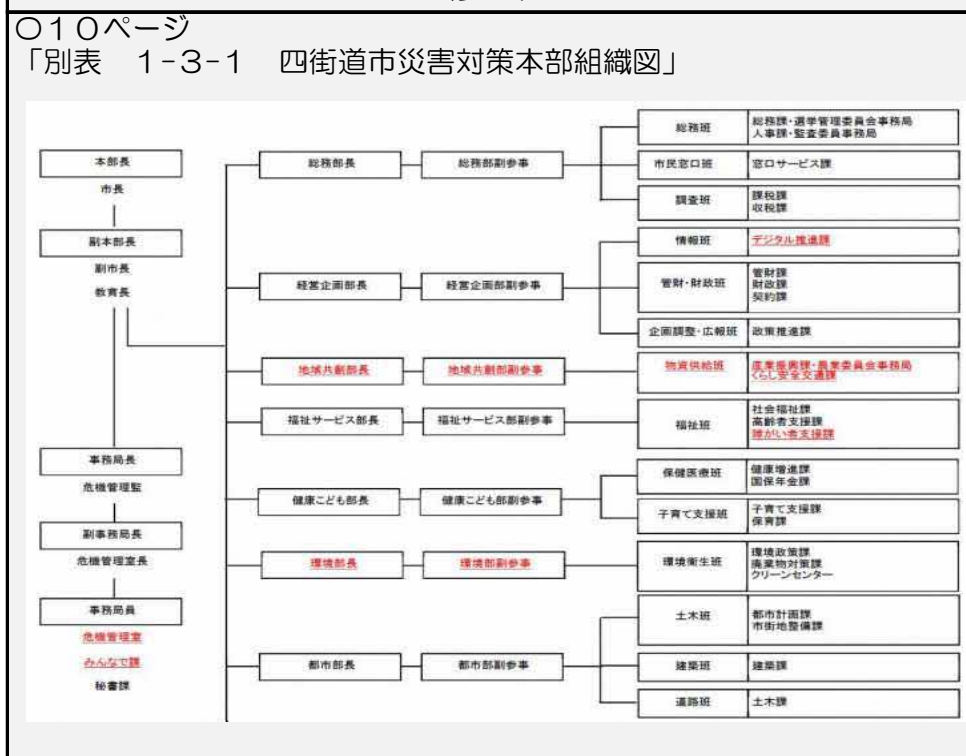 〇10ページ
「別表　1-3-1　四街道市災害対策本部組織図」
本部長
市長
副本部長
副市長
教育長
事務局長
危機管理監
副事務局長
危機管理室長
事務局員
危機管理室
みんなで課
秘書課
総務部長
総務部副参事
総務班
総務課・選挙管理委員会事務局
人事課・監査委員事務局
市民窓口班
窓口サービス課
調査班
課税課
収税課
経営企画部長
経営企画部副参事
情報班
デジタル推進課
管財・財政班
管財課
財政課
契約課
企画調整・広報班
政策推進課
地域共創部長
地域共創部副参事
物資供給班
産業振興課・農業委員会事務局
くらし安全交通課
福祉サービス部長
福祉サービス部副参事
福祉班
社会福祉課
高齢者支援課
障がい者支援課
健康こども部長
健康こども部副参事
保健医療班
健康増進課
国保年金課
子育て支援班
子育て支援課
保育課
環境部長
環境部副参事
環境衛生班
環境政策課
廃棄物対策課
クリーンセンター
都市部長
都市部副参事
土木班
都市計画課
市街地整備課
建築班
建築課
道路班
土木課